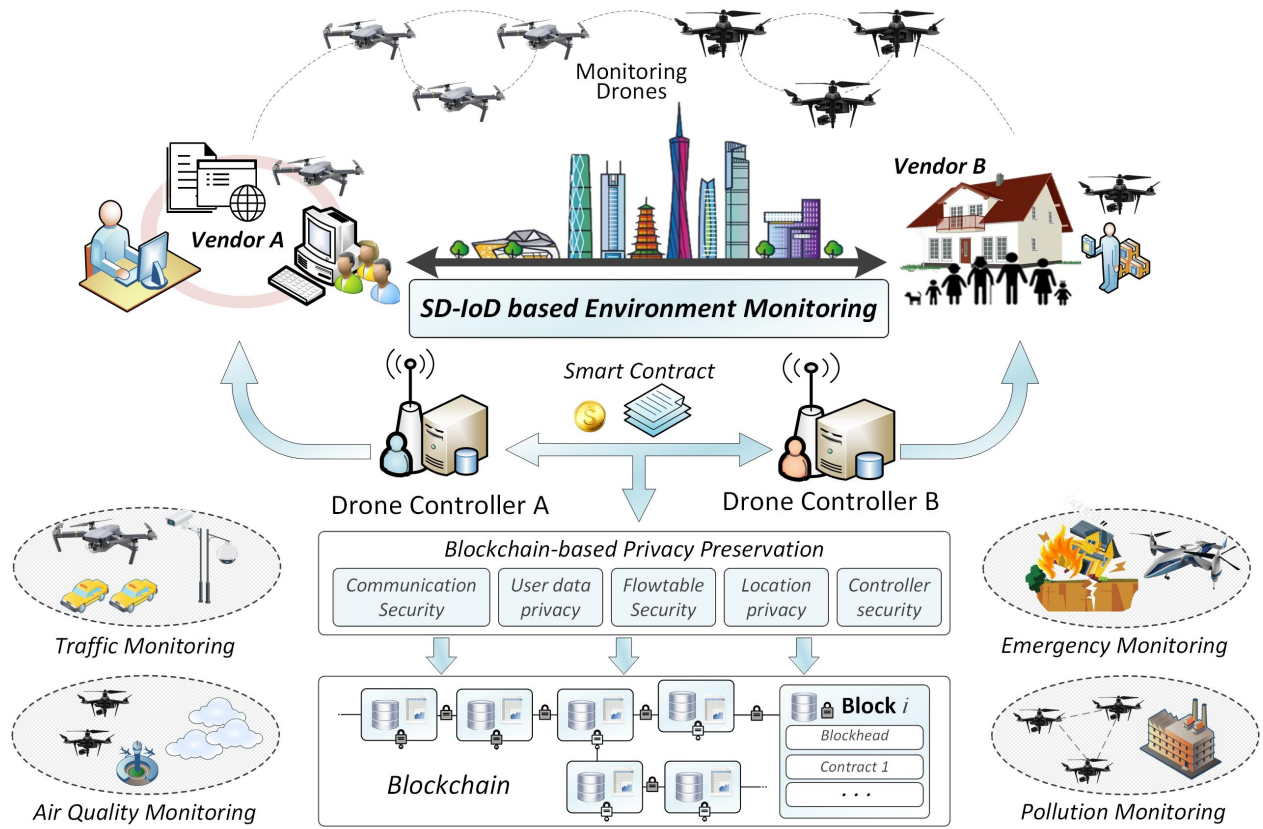 Monitoring
Drones
Vendor A
Vendor B
SD-IoD based Environment Monitoring
Smart Contract
S
Drone Controller A
Drone Controller B
Blockchain-based Privacy Preservation
Communication
Security
User data
privacy
Flowtable
Security
Location
privacy
Controller
security
Traffic Monitoring
Emergency Monitoring
Block i
Blockhead
Contract 1
. . .
Blockchain
Air Quality Monitoring
Pollution Monitoring